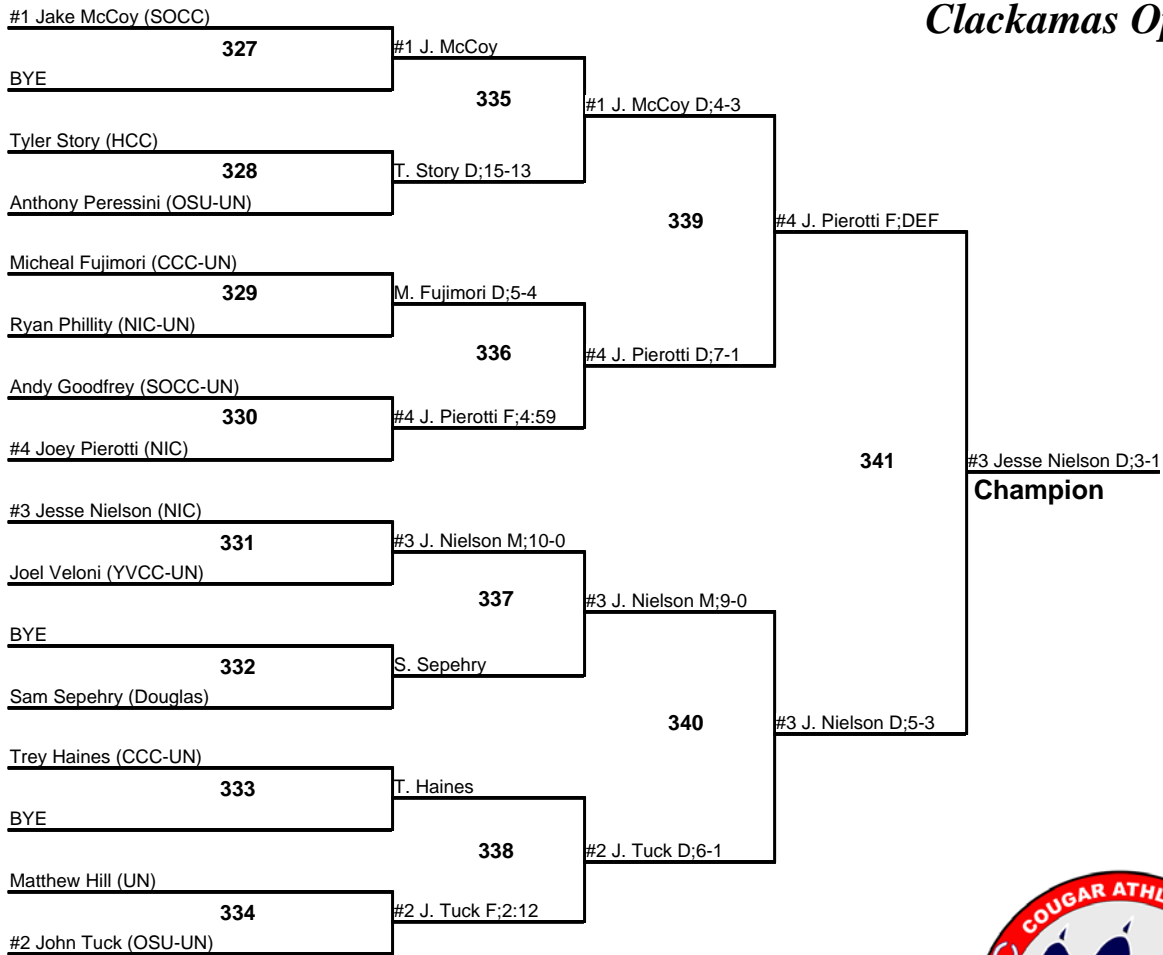 Clackamas Op
#1 Jake McCoy (SOCC)
327
#1 J. McCoy
BYE
335
#1 J. McCoy D;4-3
Tyler Story (HCC)
328
T. Story D;15-13
Anthony Peressini (OSU-UN)
339
#4 J. Pierotti F;DEF
Micheal Fujimori (CCC-UN)
329
M. Fujimori D;5-4
Ryan Phillity (NIC-UN)
336
#4 J. Pierotti D;7-1
Andy Goodfrey (SOCC-UN)
330
#4 J. Pierotti F;4:59
#4 Joey Pierotti (NIC)
341
#3 Jesse Nielson D;3-1
Champion
#3 Jesse Nielson (NIC)
331
#3 J. Nielson M;10-0
Joel Veloni (YVCC-UN)
337
#3 J. Nielson M;9-0
BYE
332
S. Sepehry
Sam Sepehry (Douglas)
340
#3 J. Nielson D;5-3
Trey Haines (CCC-UN)
333
T. Haines
BYE
338
#2 J. Tuck D;6-1
Matthew Hill (UN)
334
#2 J. Tuck F;2:12
#2 John Tuck (OSU-UN)
COUGAR ATHL